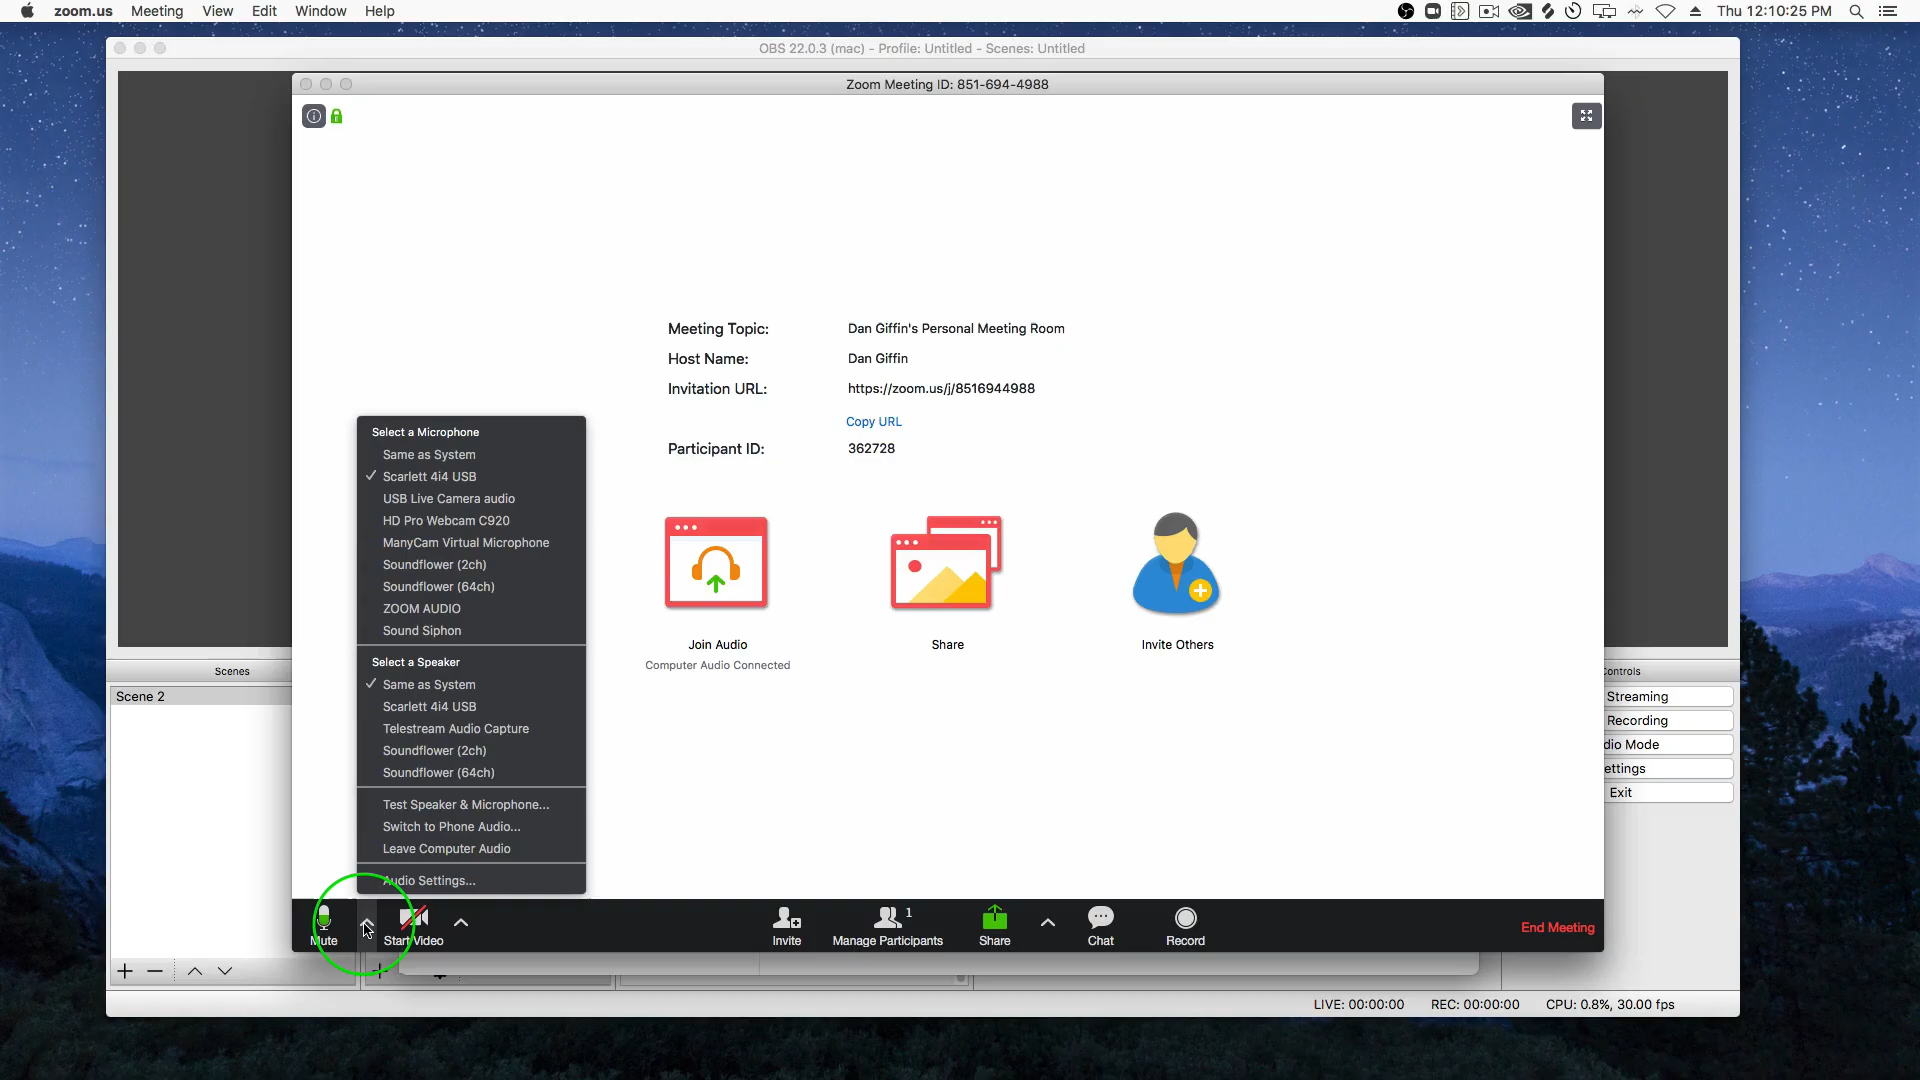 zoom.us Meeting View Edit Window Help
Thu 12:10:25 PM
OBS 22.0.3 (mac) - Profile: Untitled - Scenes: Untitled
Zoom Meeting ID: 851-694-4988
Meeting Topic: Dan Giffin's Personal Meeting Room
Host Name: Dan Giffin
Invitation URL: https://zoom.us/j/8516944988
Copy URL
Participant ID: 362728
Select a Microphone
Same as System
✓ Scarlett 4i4 USB
USB Live Camera audio
HD Pro Webcam C920
ManyCam Virtual Microphone
Soundflower (2ch)
Soundflower (64ch)
ZOOM AUDIO
Sound Siphon
Select a Speaker
✓ Same as System
Scarlett 4i4 USB
Telestream Audio Capture
Soundflower (2ch)
Soundflower (64ch)
Test Speaker & Microphone...
Switch to Phone Audio...
Leave Computer Audio
Audio Settings...
Join Audio
Computer Audio Connected
Share
Invite Others
Scenes
Scene 2
Controls
Streaming
Recording
dio Mode
ettings
Exit
Mute
Start Video
Invite
1
Manage Participants
Share
Chat
Record
End Meeting
LIVE: 00:00:00 REC: 00:00:00 CPU: 0.8%, 30.00 fps